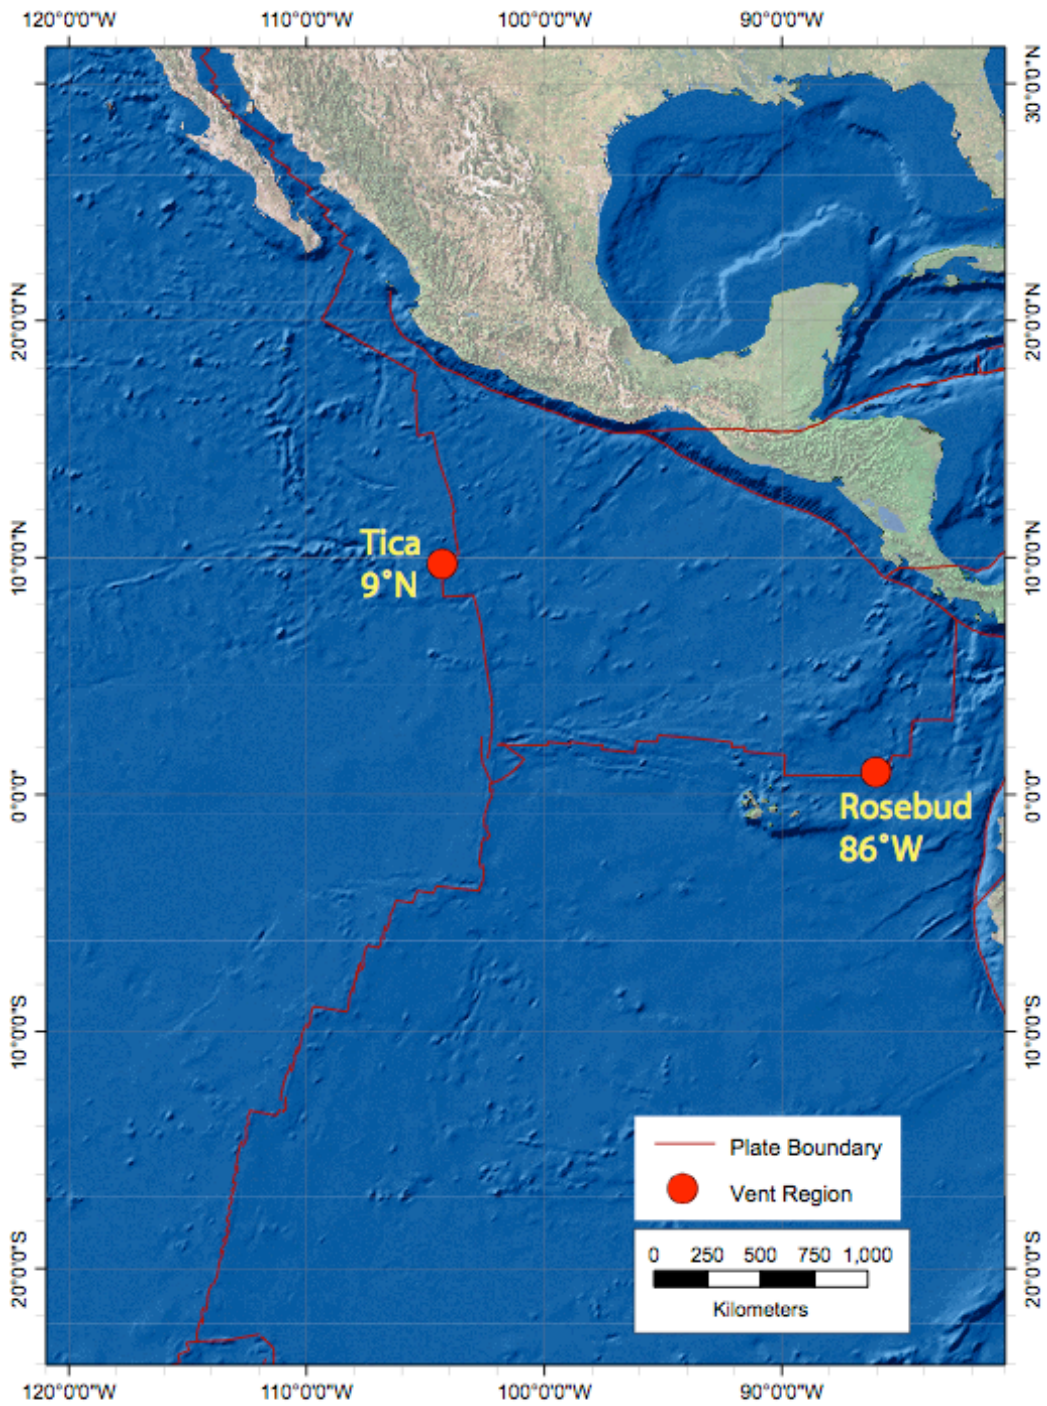 120°0'0"W 110°0'0"W 100°0'0"W 90°0'0"W
30°0'0"N
20°0'0"N 20°0'0"N
Tica
9°N
10°0'0"N 10°0'0"N
0°0'0" 0°0'0"
Rosebud
86°W
10°0'0"S 10°0'0"S
Plate Boundary
Vent Region
0 250 500 750 1,000
Kilometers
20°0'0"S 20°0'0"S
120°0'0"W 110°0'0"W 100°0'0"W 90°0'0"W